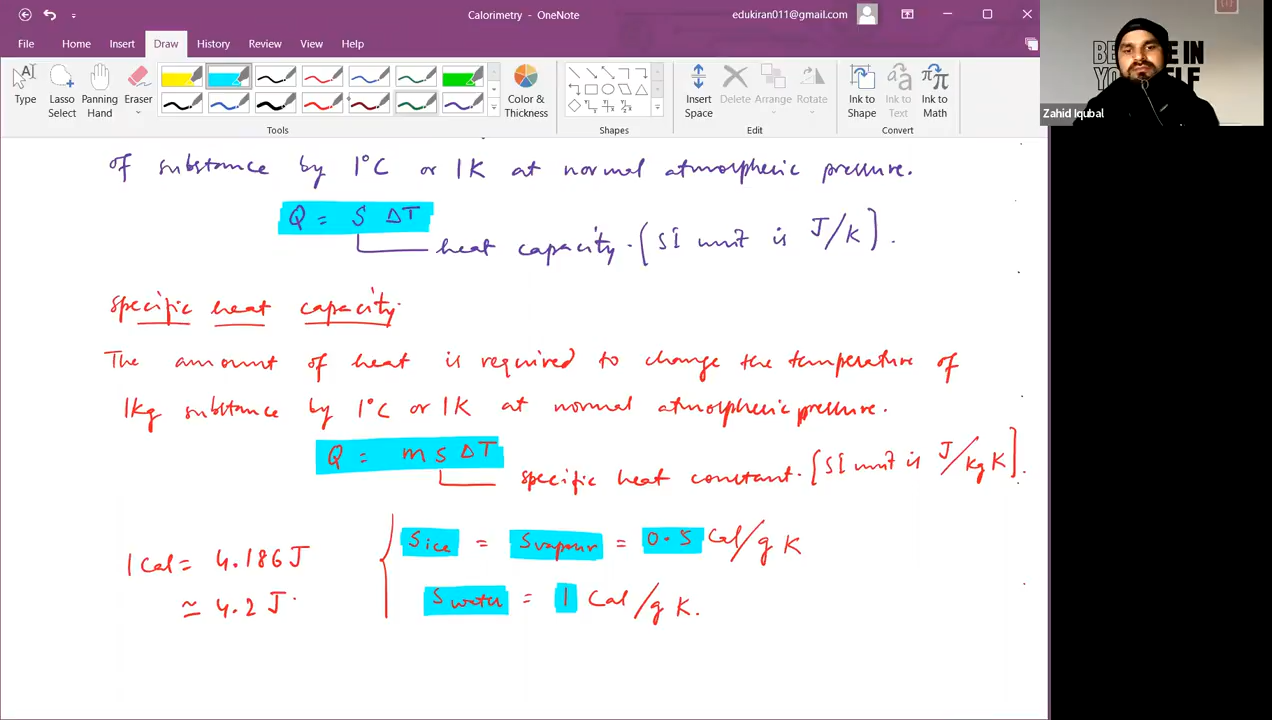 Calorimetry - OneNote
edukiran011@gmail.com
File Home Insert Draw History Review View Help
Type
Lasso Select
Panning Hand
Eraser
Color & Thickness
Insert Space
Delete
Arrange
Rotate
Ink to Shape
Ink to Text
Ink to Math
Tools
Shapes
Edit
Convert
Zahid Iqubal
of substance by 1°C or 1K at normal atmospheric pressure.
Q = S ΔT
heat capacity. [SI unit is J/K].
specific heat capacity.
The amount of heat is required to change the temperature of
1kg substance by 1°C or 1K at normal atmospheric pressure.
Q = m s ΔT
specific heat constant. [SI unit is J/kg K].
1 Cal = 4.186 J
≃ 4.2 J.
S ice = S vapour = 0.5 Cal/g K
S water = 1 Cal/g K.